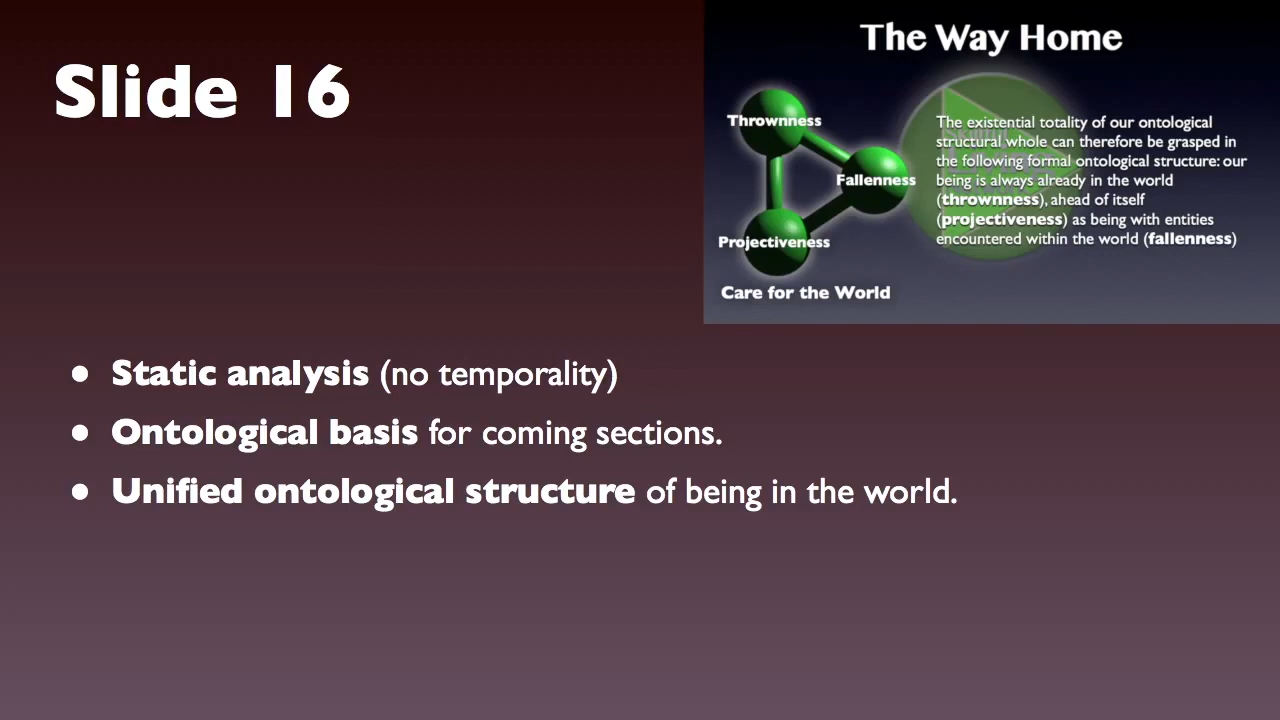 Slide 16
● Static analysis (no temporality)
● Ontological basis for coming sections.
● Unified ontological structure of being in the world.
The Way Home
Thrownness
Fallenness
Projectiveness
Care for the World
The existential totality of our ontological
structural whole can therefore be grasped in
the following formal ontological structure: our
being is always already in the world
(thrownness), ahead of itself
(projectiveness) as being with entities
encountered within the world (fallenness)